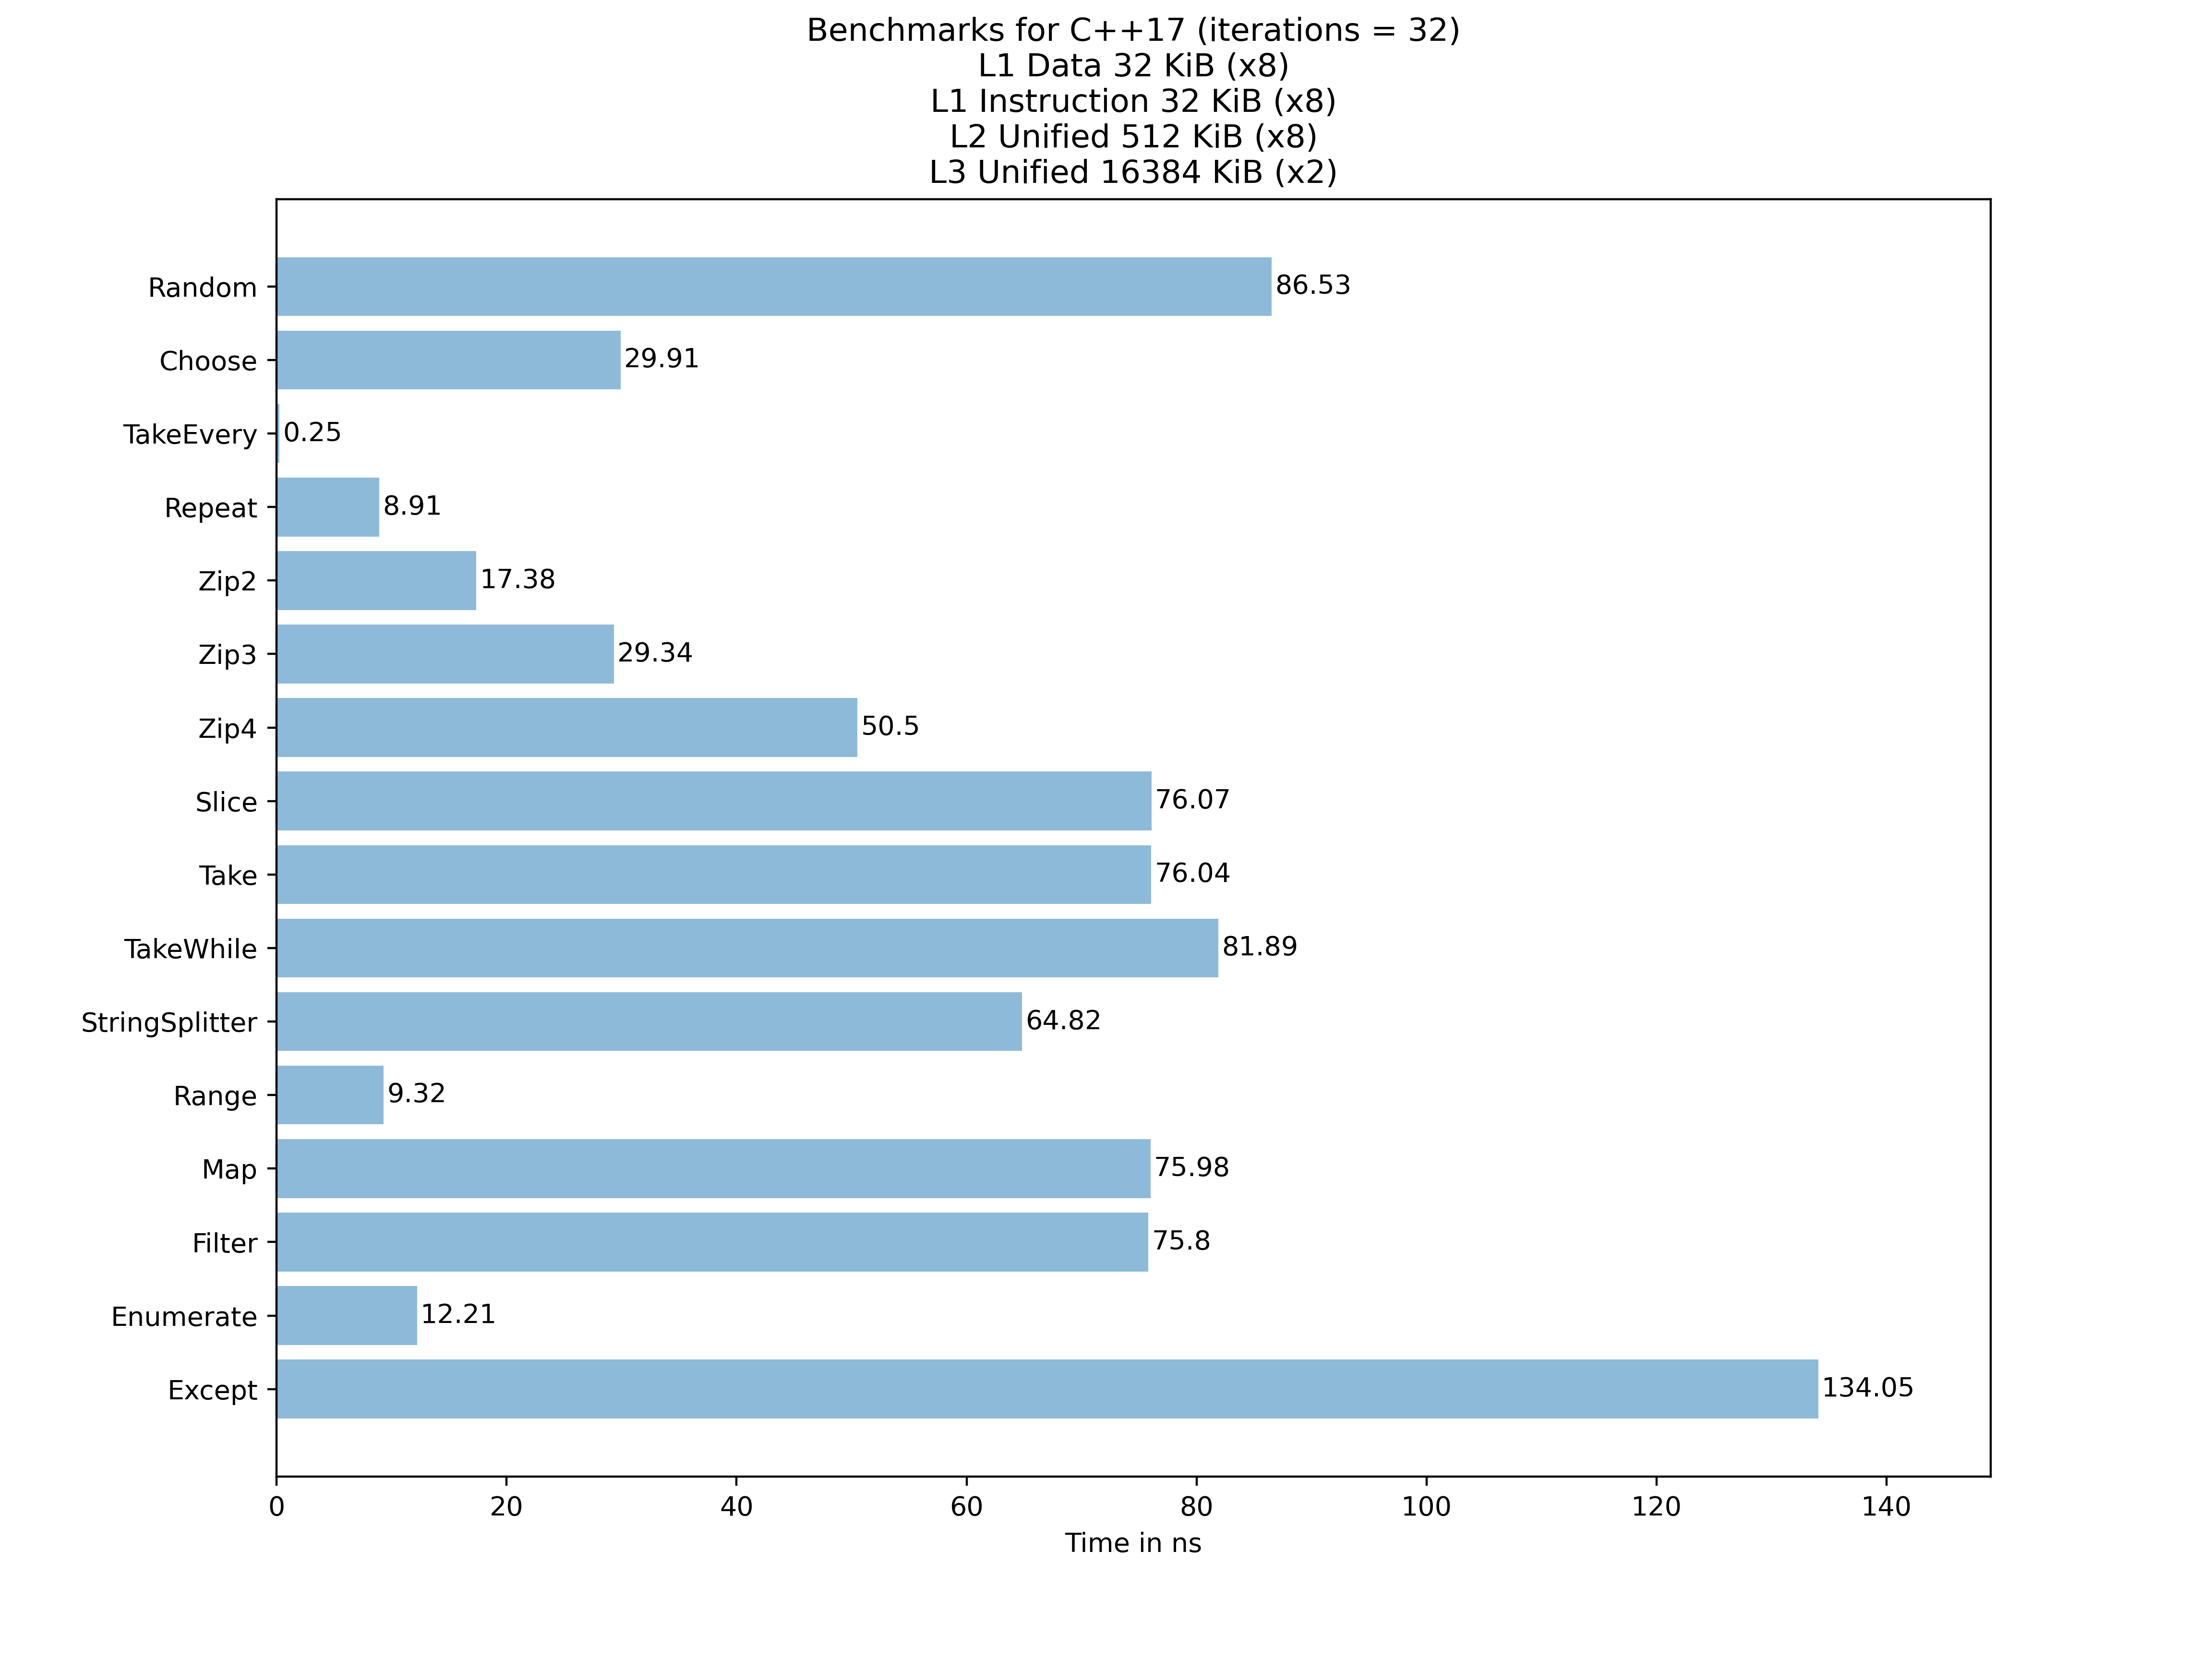 Benchmarks for C++17 (iterations = 32)
L1 Data 32 KiB (x8)
L1 Instruction 32 KiB (x8)
L2 Unified 512 KiB (x8)
L3 Unified 16384 KiB (x2)
Random 86.53
Choose 29.91
TakeEvery 0.25
Repeat 8.91
Zip2 17.38
Zip3 29.34
Zip4 50.5
Slice 76.07
Take 76.04
TakeWhile 81.89
StringSplitter 64.82
Range 9.32
Map 75.98
Filter 75.8
Enumerate 12.21
Except 134.05
0 20 40 60 80 100 120 140
Time in ns